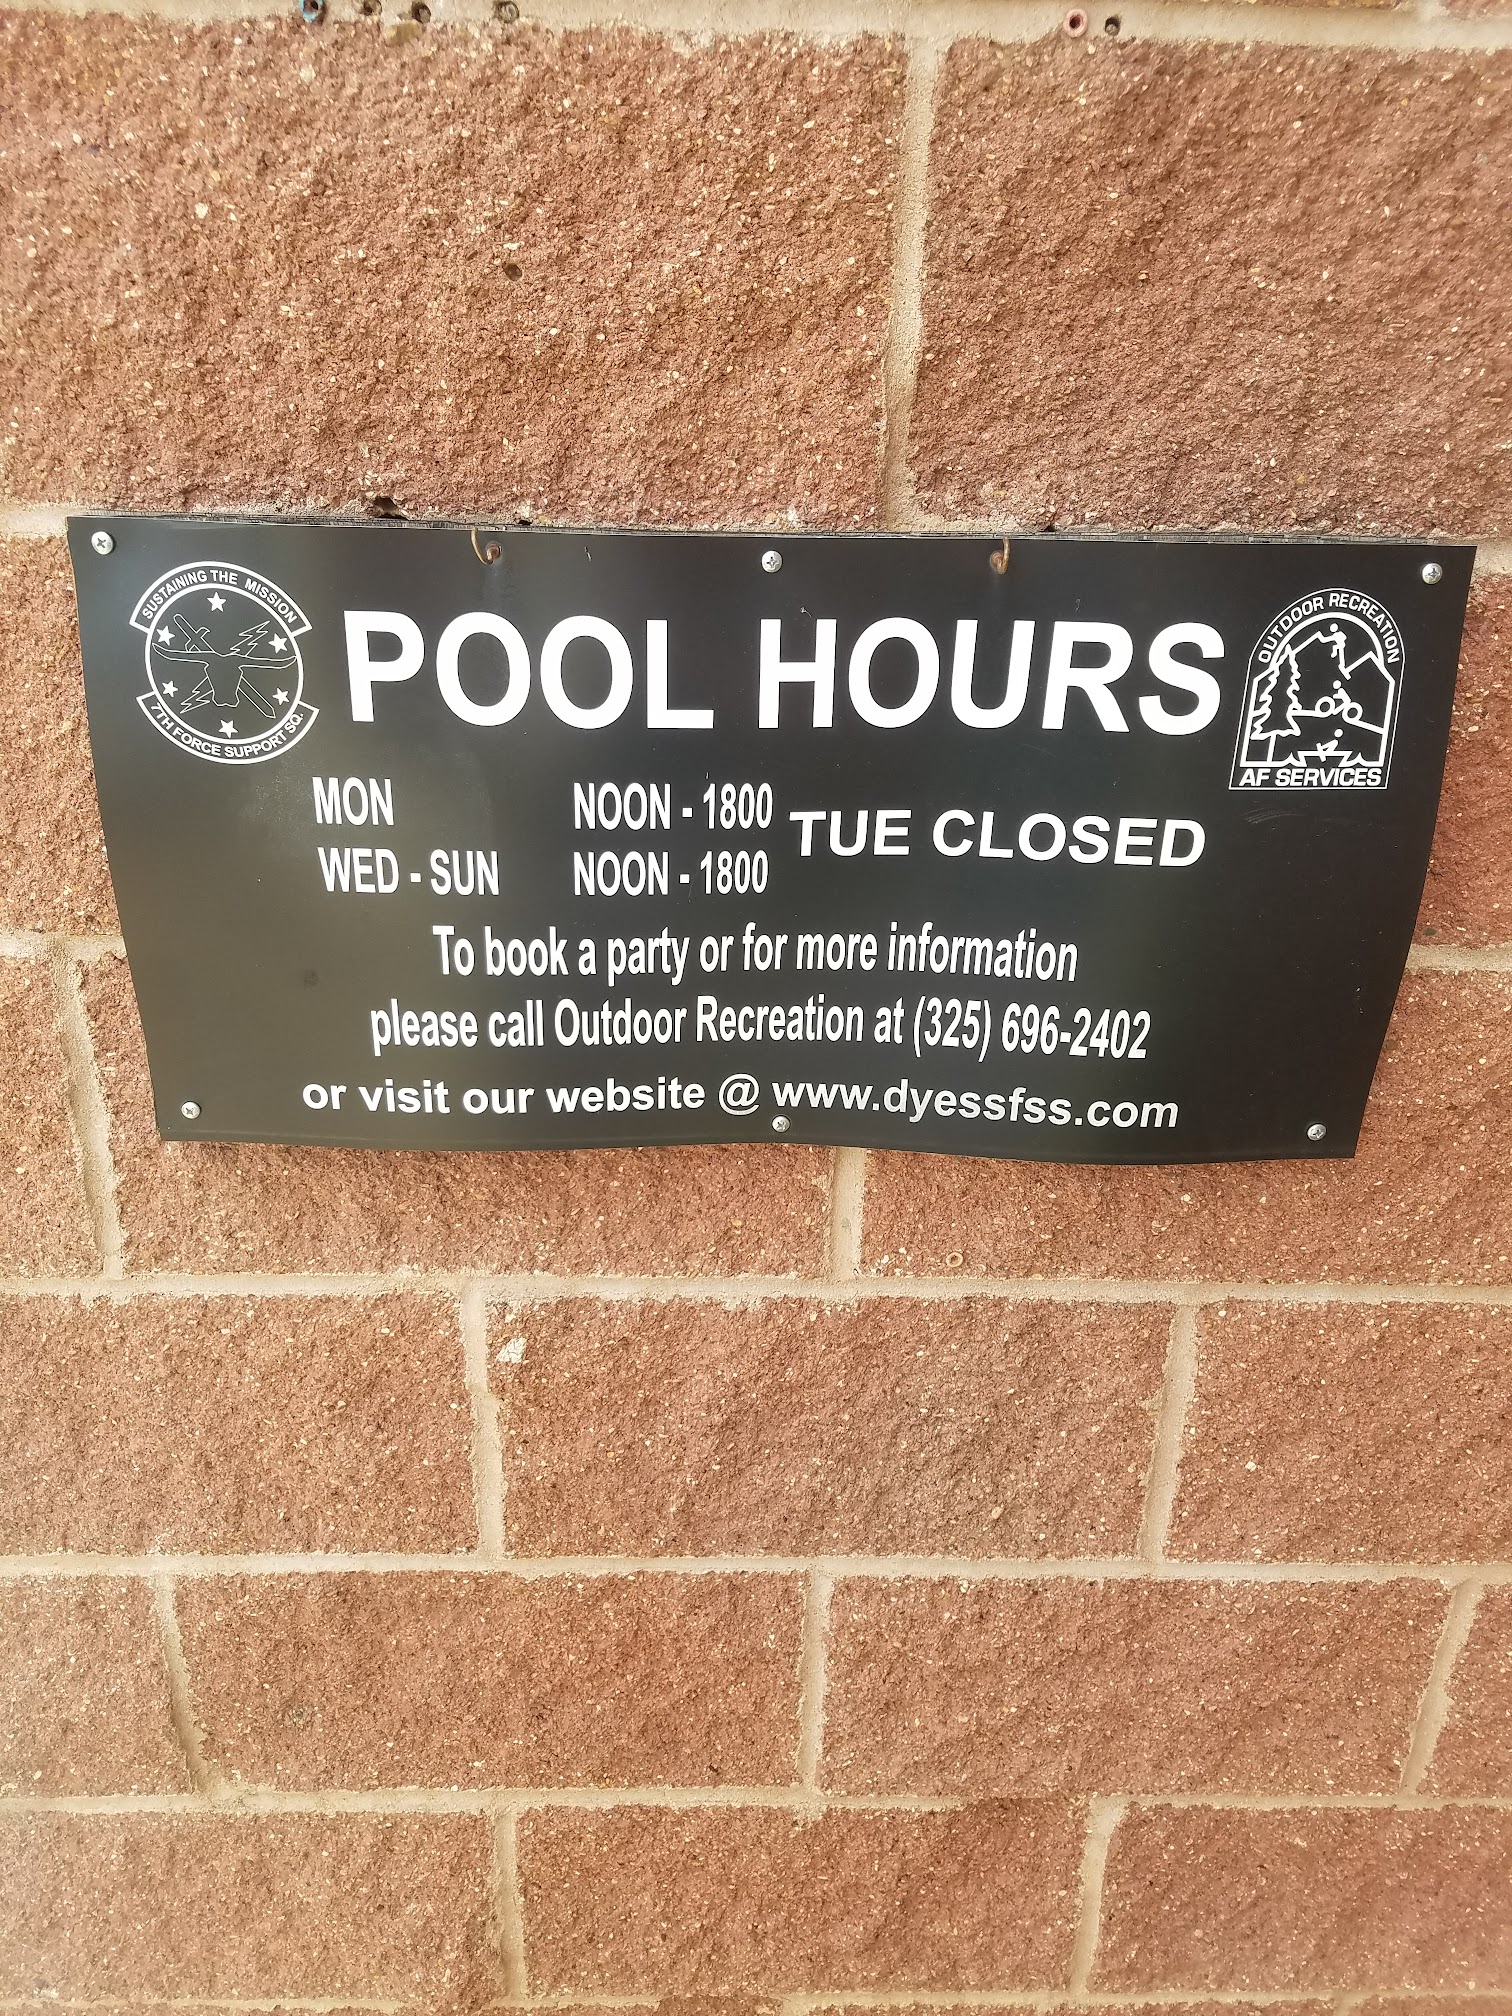 SUSTAINING THE MISSION
7TH FORCE SUPPORT SQ.
POOL HOURS
OUTDOOR RECREATION
AF SERVICES
MON NOON - 1800
WED - SUN NOON - 1800
TUE CLOSED
To book a party or for more information
please call Outdoor Recreation at (325) 696-2402
or visit our website @ www.dyessfss.com